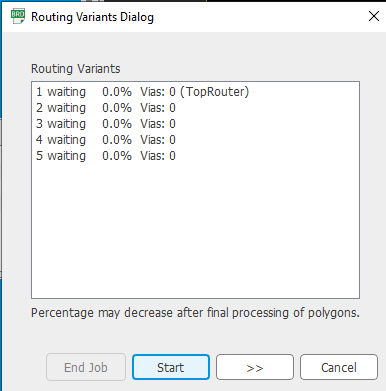 BRD
Routing Variants Dialog
Routing Variants
1 waiting 0.0% Vias: 0 (TopRouter)
2 waiting 0.0% Vias: 0
3 waiting 0.0% Vias: 0
4 waiting 0.0% Vias: 0
5 waiting 0.0% Vias: 0
Percentage may decrease after final processing of polygons.
End Job Start >> Cancel